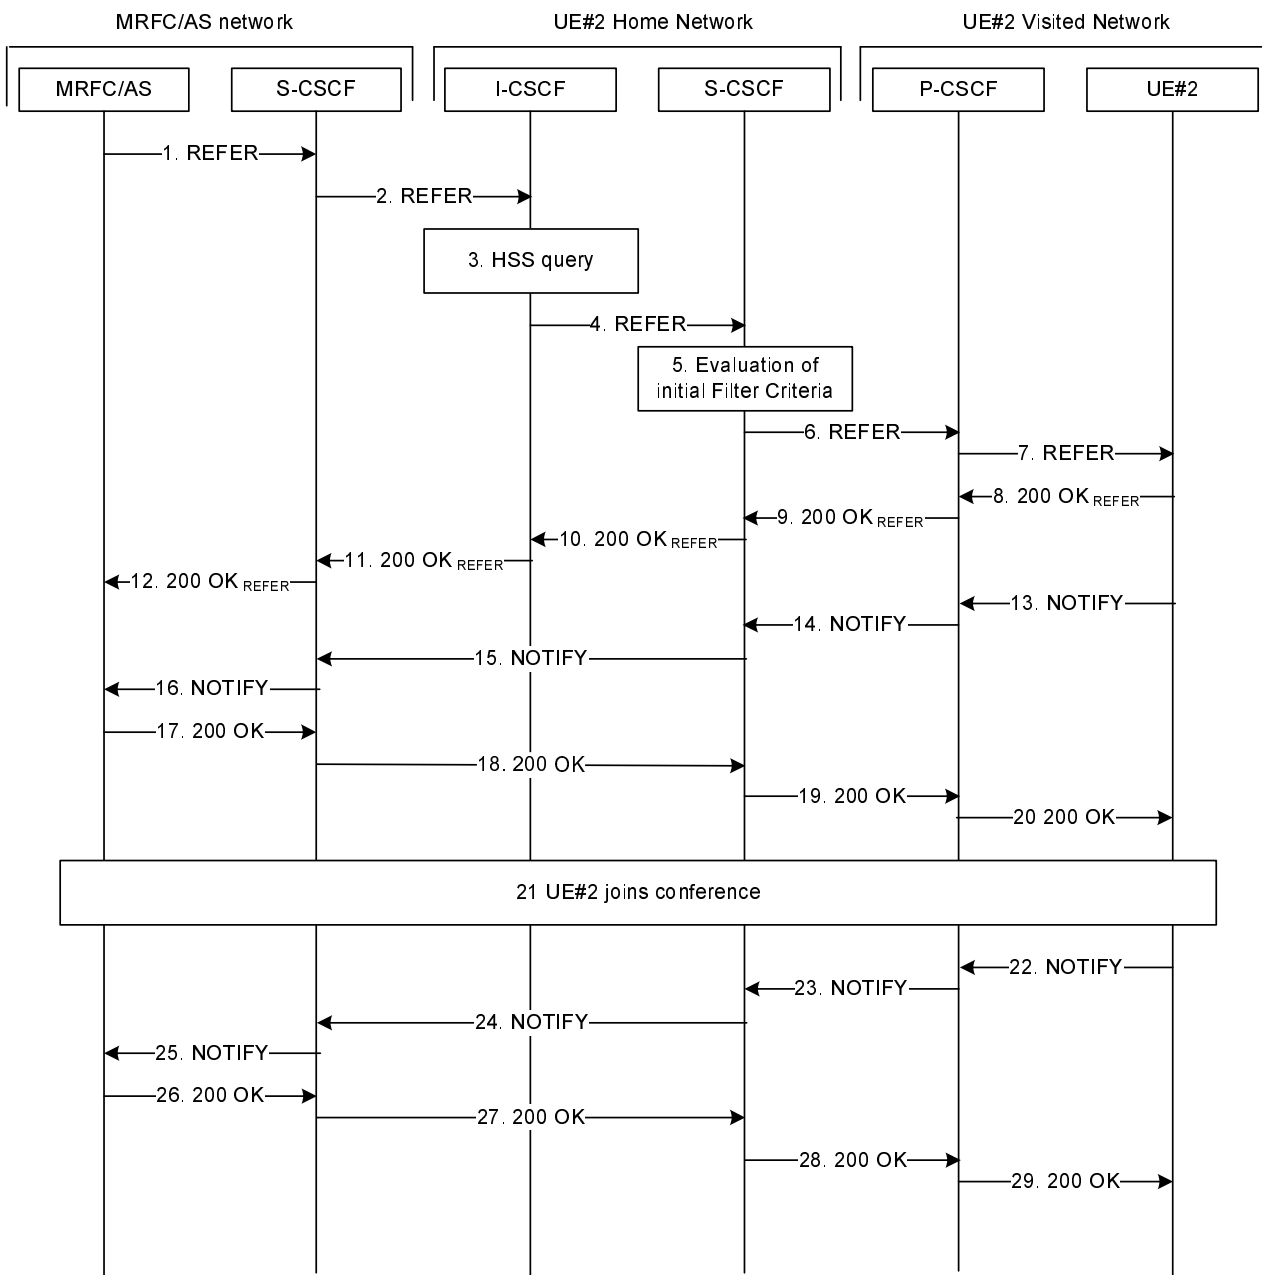 MRFC/AS network
UE#2 Home Network
UE#2 Visited Network
MRFC/AS
S-CSCF
I-CSCF
S-CSCF
P-CSCF
UE#2
1. REFER
2. REFER
3. HSS query
4. REFER
5. Evaluation of
initial Filter Criteria
6. REFER
7. REFER
8. 200 OK REFER
9. 200 OK REFER
10. 200 OK REFER
11. 200 OK REFER
12. 200 OK REFER
13. NOTIFY
14. NOTIFY
15. NOTIFY
16. NOTIFY
17. 200 OK
18. 200 OK
19. 200 OK
20 200 OK
21 UE#2 joins conference
22. NOTIFY
23. NOTIFY
24. NOTIFY
25. NOTIFY
26. 200 OK
27. 200 OK
28. 200 OK
29. 200 OK